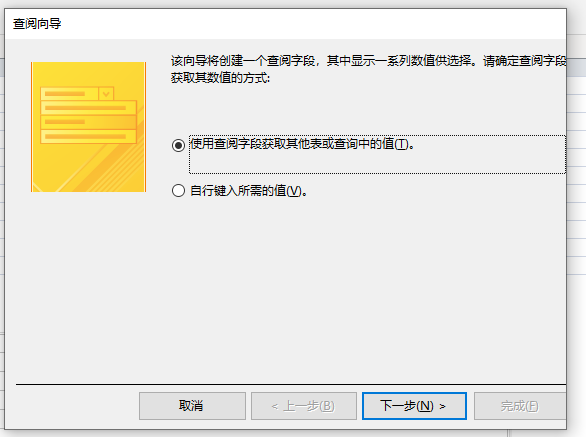 查阅向导
该向导将创建一个查阅字段，其中显示一系列数值供选择。请确定查阅字段
获取其数值的方式:
使用查阅字段获取其他表或查询中的值(T)。
自行键入所需的值(V)。
取消
< 上一步(B)
下一步(N) >
完成(F)